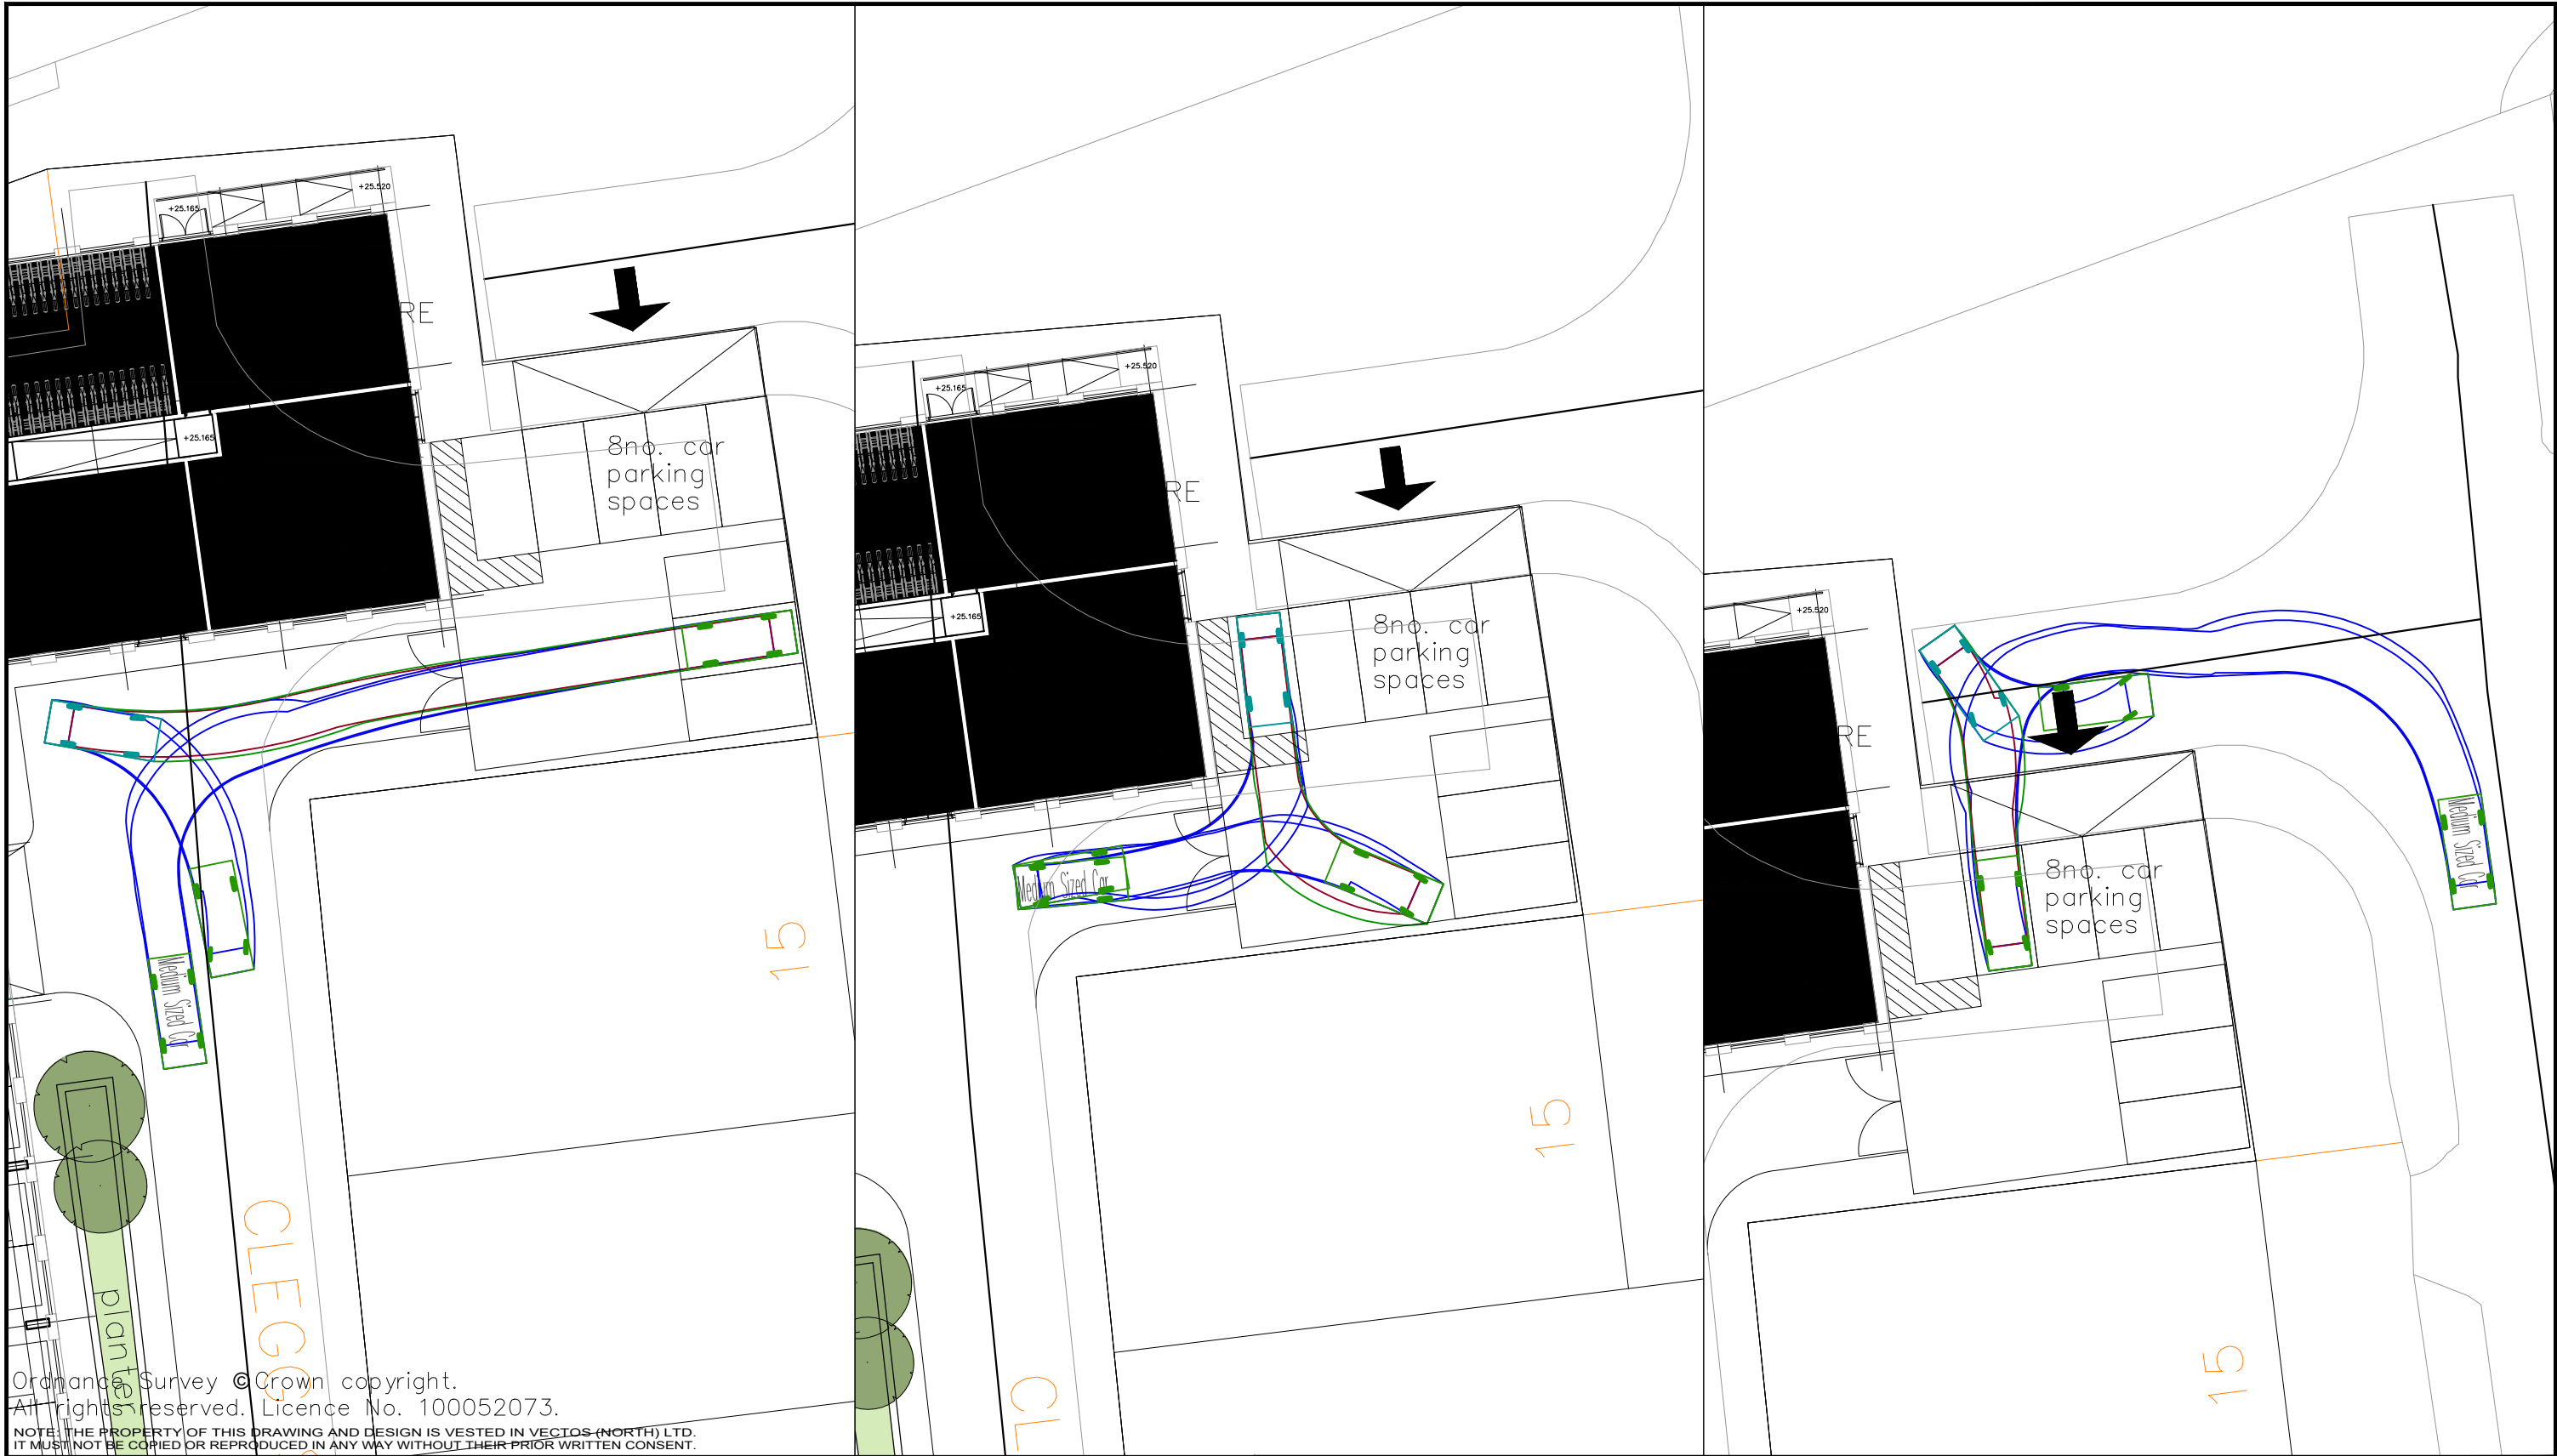 +25.520
+25.165
RE
8no. car
parking
spaces
+25.165
Medium Sized Car
15
CLEGG
planter
Ordnance Survey ©Crown copyright.
All rights reserved. Licence No. 100052073.
NOTE: THE PROPERTY OF THIS DRAWING AND DESIGN IS VESTED IN VECTOS (NORTH) LTD.
IT MUST NOT BE COPIED OR REPRODUCED IN ANY WAY WITHOUT THEIR PRIOR WRITTEN CONSENT.
+25.520
+25.165
RE
+25.165
8no. car
parking
spaces
Medium Sized Car
15
CL
+25.520
RE
Medium Sized Car
8no. car
parking
spaces
15